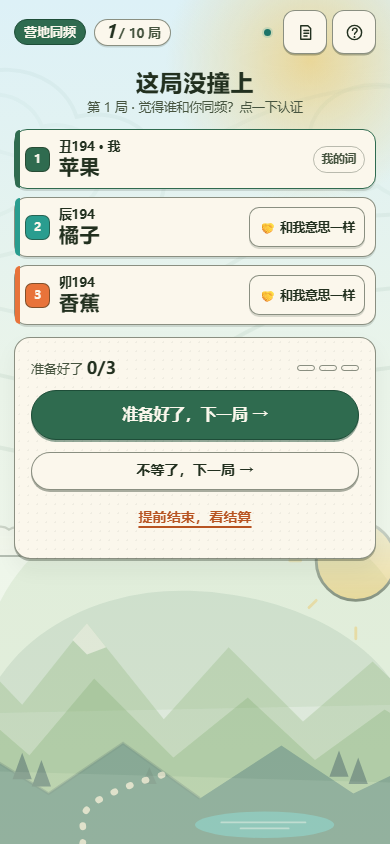 营地同频
1 / 10 局
这局没撞上
第 1 局 · 觉得谁和你同频？点一下认证
1
丑194 • 我
苹果
我的词
2
辰194
橘子
和我意思一样
3
卯194
香蕉
和我意思一样
准备好了 0/3
准备好了，下一局 →
不等了，下一局 →
提前结束，看结算